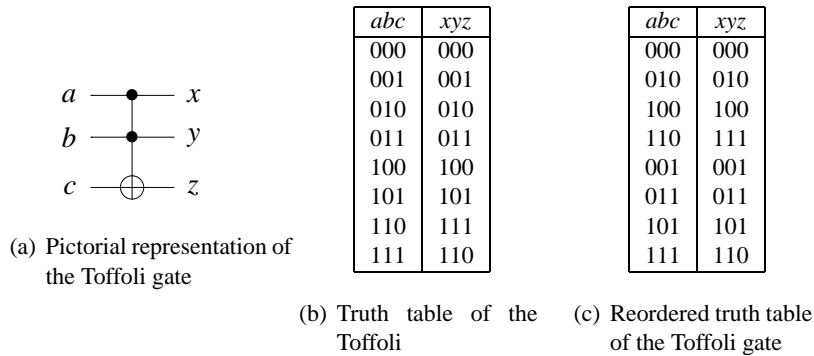 a x
b y
c z
(a) Pictorial representation of
the Toffoli gate
abc xyz
000 000
001 001
010 010
011 011
100 100
101 101
110 111
111 110
(b) Truth table of the
Toffoli
abc xyz
000 000
010 010
100 100
110 111
001 001
011 011
101 101
111 110
(c) Reordered truth table
of the Toffoli gate